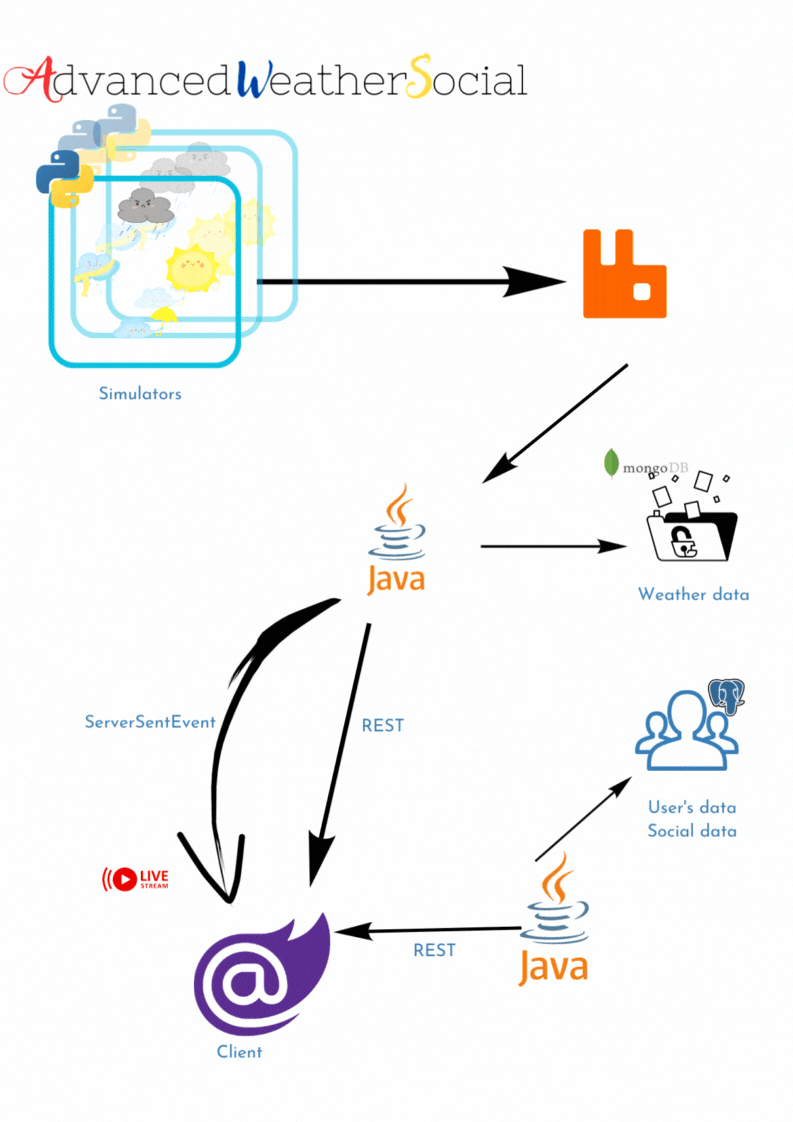 AdvancedWeatherSocial
Simulators
mongoDB
Java
Weather data
ServerSentEvent
REST
User's data
Social data
LIVE
STREAM
REST
Java
Client